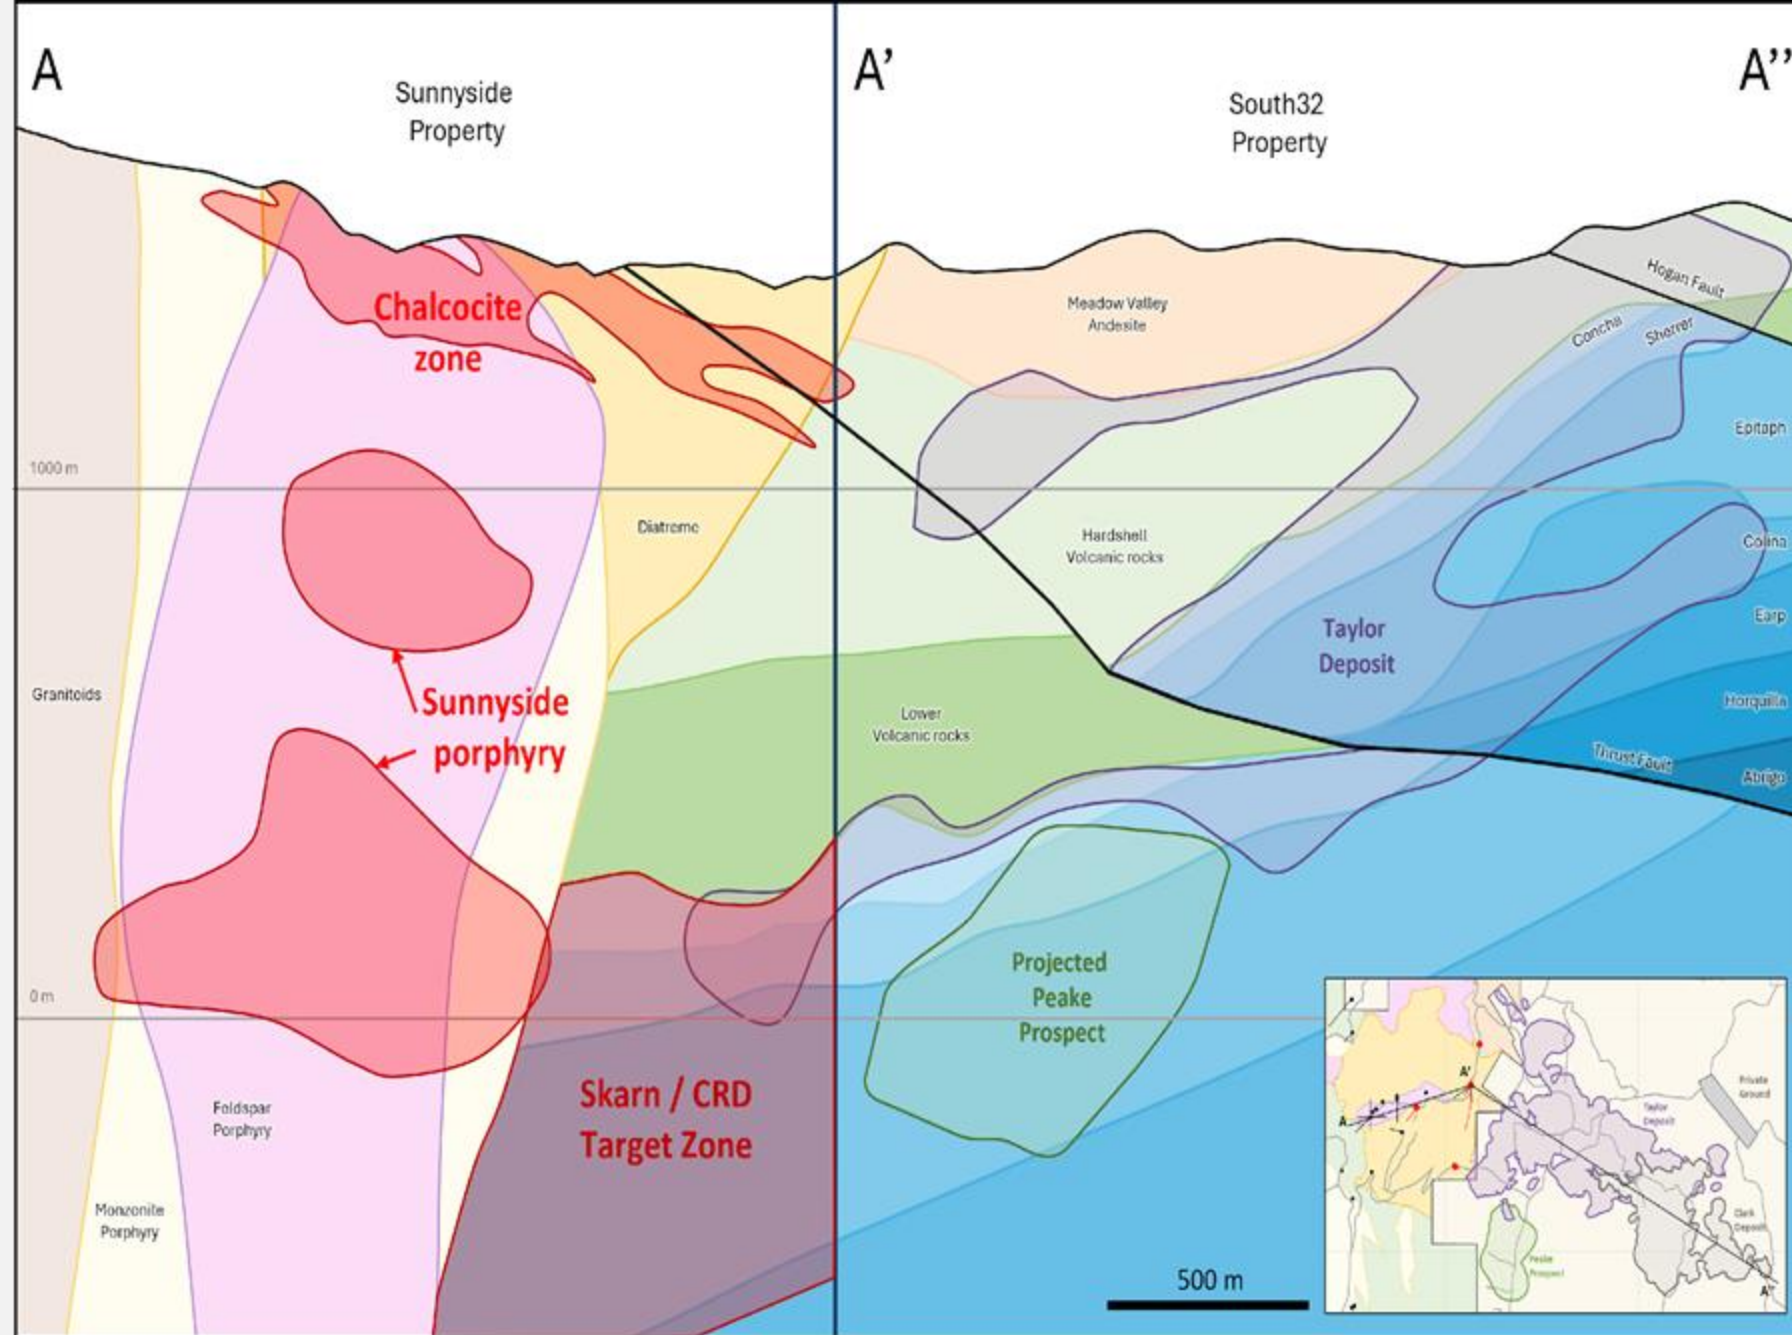 A
A’
A’’
Sunnyside
Property
South32
Property
Hogan Fault
Meadow Valley
Andesite
Concha
Sherrer
Chalcocite
zone
Epitaph
1000 m
Diatreme
Hardshell
Volcanic rocks
Colina
Earp
Taylor
Deposit
Granitoids
Sunnyside
porphyry
Horquilla
Lower
Volcanic rocks
Thrust Fault
Abrigo
Projected
Peake
Prospect
0 m
Skarn / CRD
Target Zone
Feldspar
Porphyry
Monzonite
Porphyry
500 m
A
A'
A''
Private
Ground
Taylor
Deposit
Clark
Deposit
Peake
Prospect